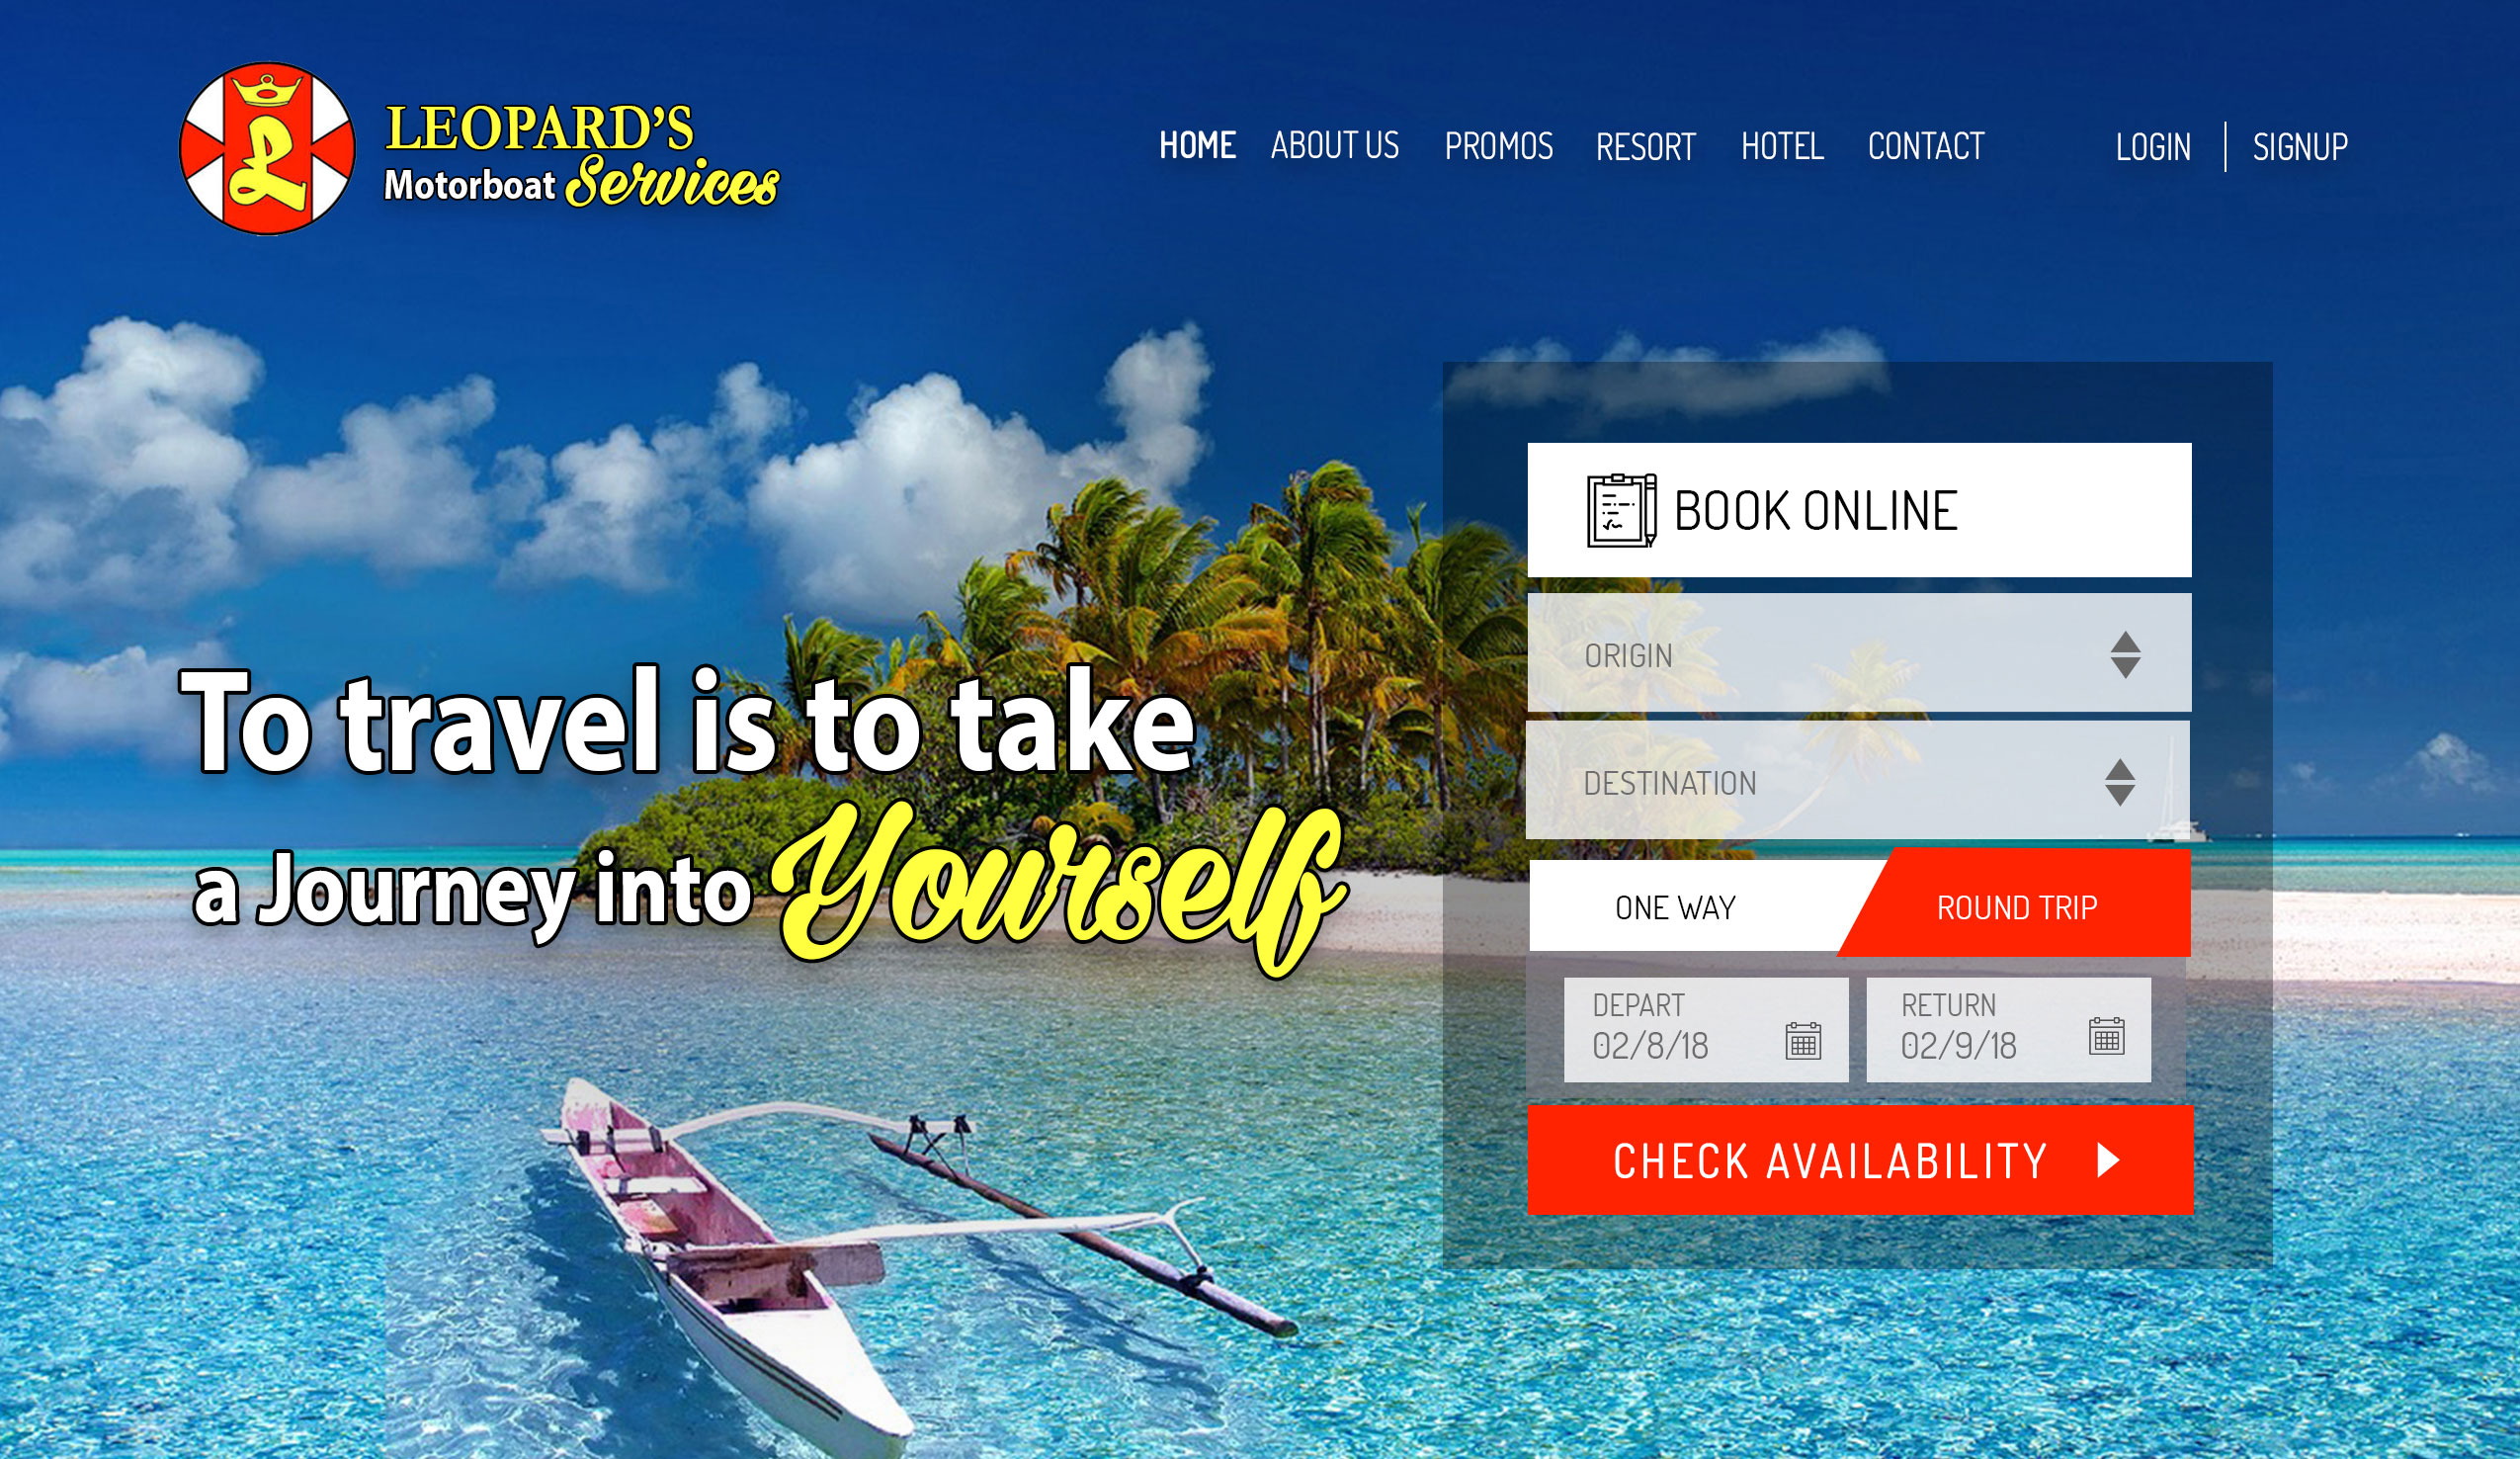 LEOPARD'S
Motorboat Services
HOME ABOUT US PROMOS RESORT HOTEL CONTACT LOGIN SIGNUP
To travel is to take
a Journey into Yourself
BOOK ONLINE
ORIGIN
DESTINATION
ONE WAY ROUND TRIP
DEPART
02/8/18
RETURN
02/9/18
CHECK AVAILABILITY